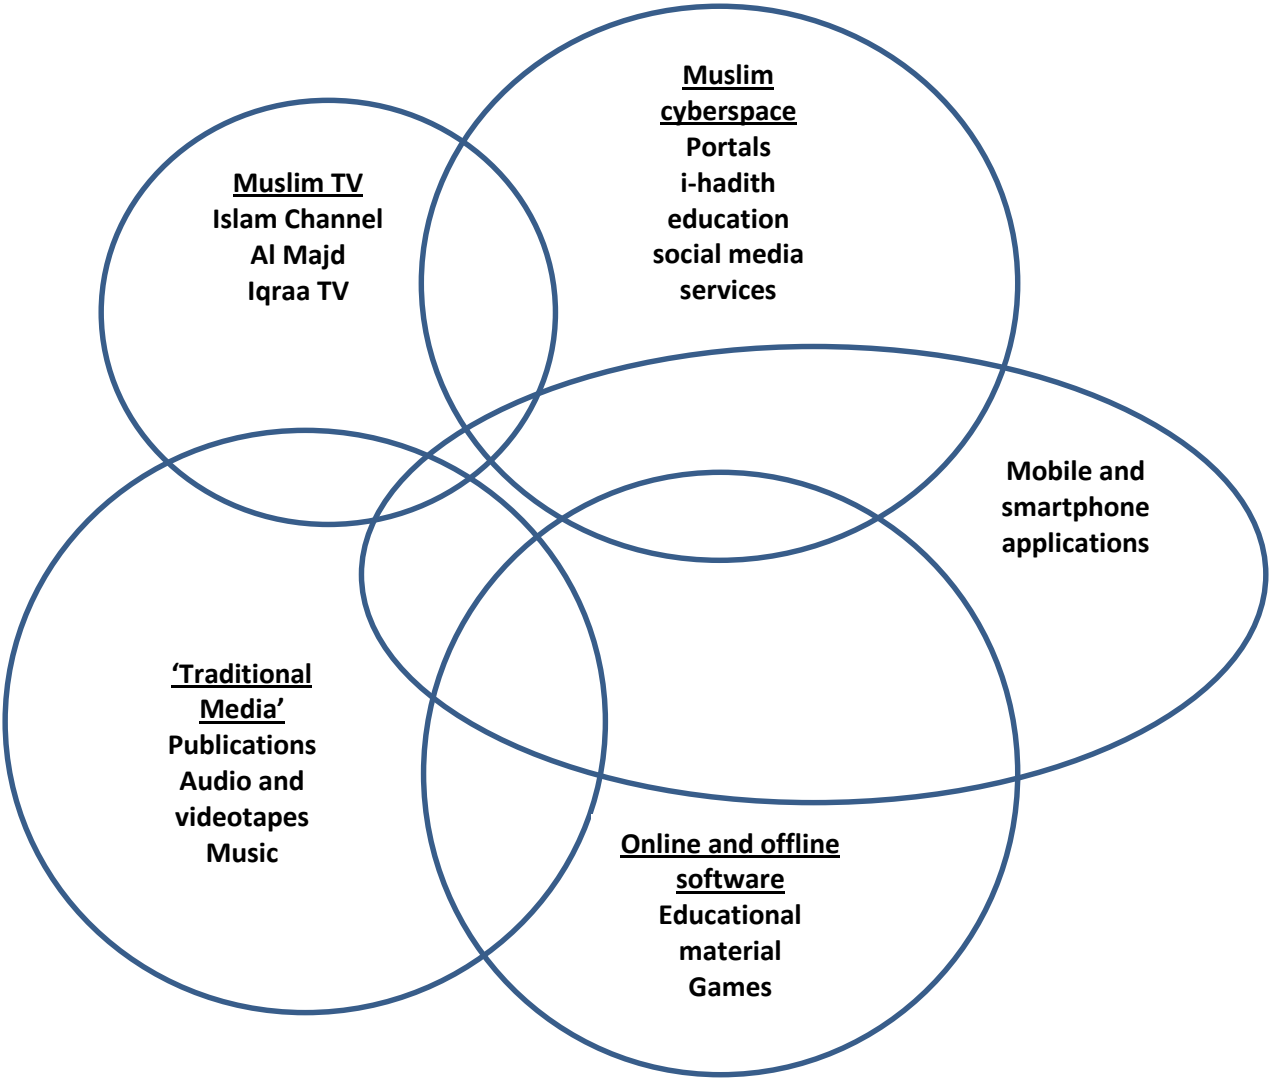 Muslim
cyberspace
Portals
i-hadith
education
social media
services
Muslim TV
Islam Channel
Al Majd
Iqraa TV
Mobile and
smartphone
applications
‘Traditional
Media’
Publications
Audio and
videotapes
Music
Online and offline
software
Educational
material
Games